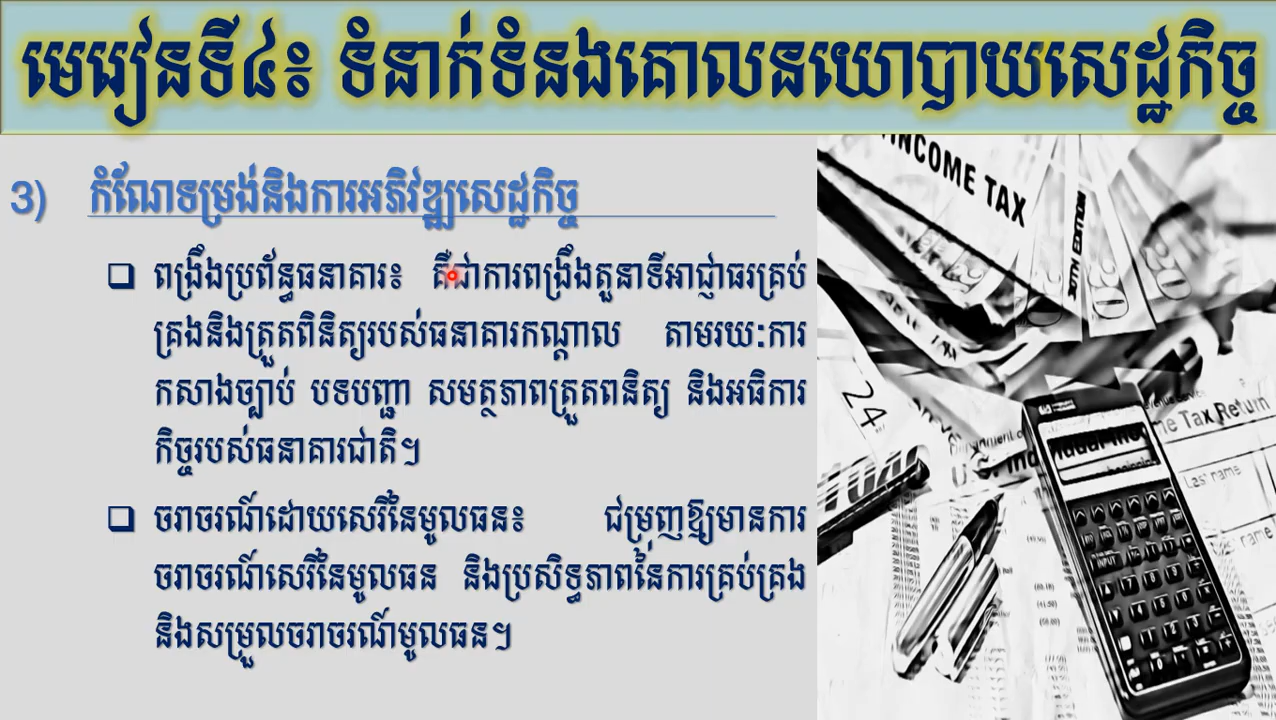 មេរៀនទី៤៖ ទំនាក់ទំនងគោលនយោបាយសេដ្ឋកិច្ច
3) កំណែទម្រង់និងការអភិវឌ្ឍសេដ្ឋកិច្ច
❑ ពង្រឹងប្រព័ន្ធធនាគារ៖ គឺជាការពង្រឹងតួនាទីអាជ្ញាធរគ្រប់
គ្រងនិងត្រួតពិនិត្យរបស់ធនាគារកណ្តាល តាមរយៈការ
កសាងច្បាប់ បទបញ្ជា សមត្ថភាពត្រួតពនិត្យ និងអធិការ
កិច្ចរបស់ធនាគារជាតិ។
❑ ចរាចរណ៍ដោយសេរីនៃមូលធន៖ ជំរុញឱ្យមានការ
ចរាចរណ៍សេរីនៃមូលធន និងប្រសិទ្ធភាពនៃការគ្រប់គ្រង
និងសម្រួលចរាចរណ៍មូលធន។
INCOME TAX
24
Tax Return
Last name
INPUT